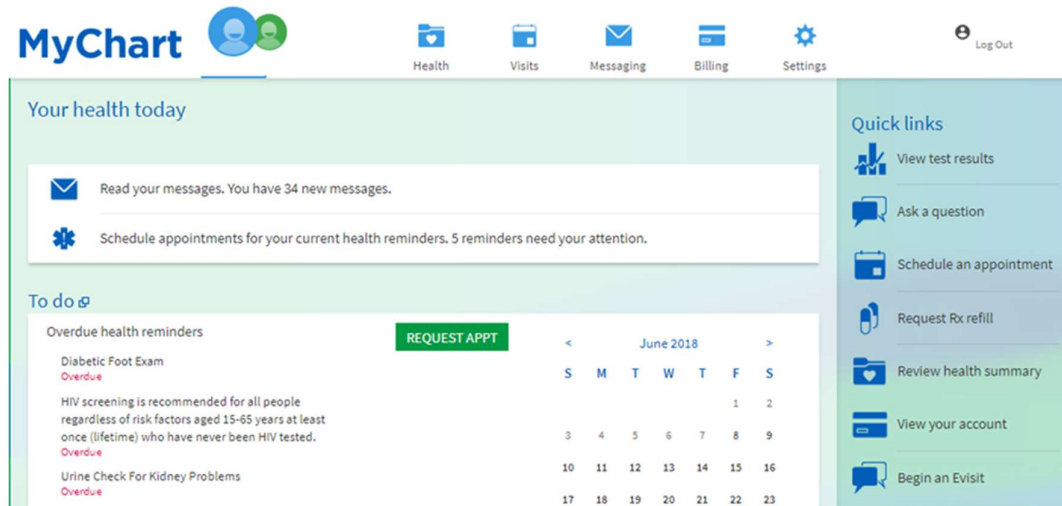 MyChart
Health
Visits
Messaging
Billing
Settings
Log Out
Your health today
Read your messages. You have 34 new messages.
Schedule appointments for your current health reminders. 5 reminders need your attention.
To do
Overdue health reminders
REQUEST APPT
Diabetic Foot Exam
Overdue
HIV screening is recommended for all people
regardless of risk factors aged 15-65 years at least
once (lifetime) who have never been HIV tested.
Overdue
Urine Check For Kidney Problems
Overdue
< June 2018 >
S M T W T F S
1 2
3 4 5 6 7 8 9
10 11 12 13 14 15 16
17 18 19 20 21 22 23
Quick links
View test results
Ask a question
Schedule an appointment
Request Rx refill
Review health summary
View your account
Begin an Evisit